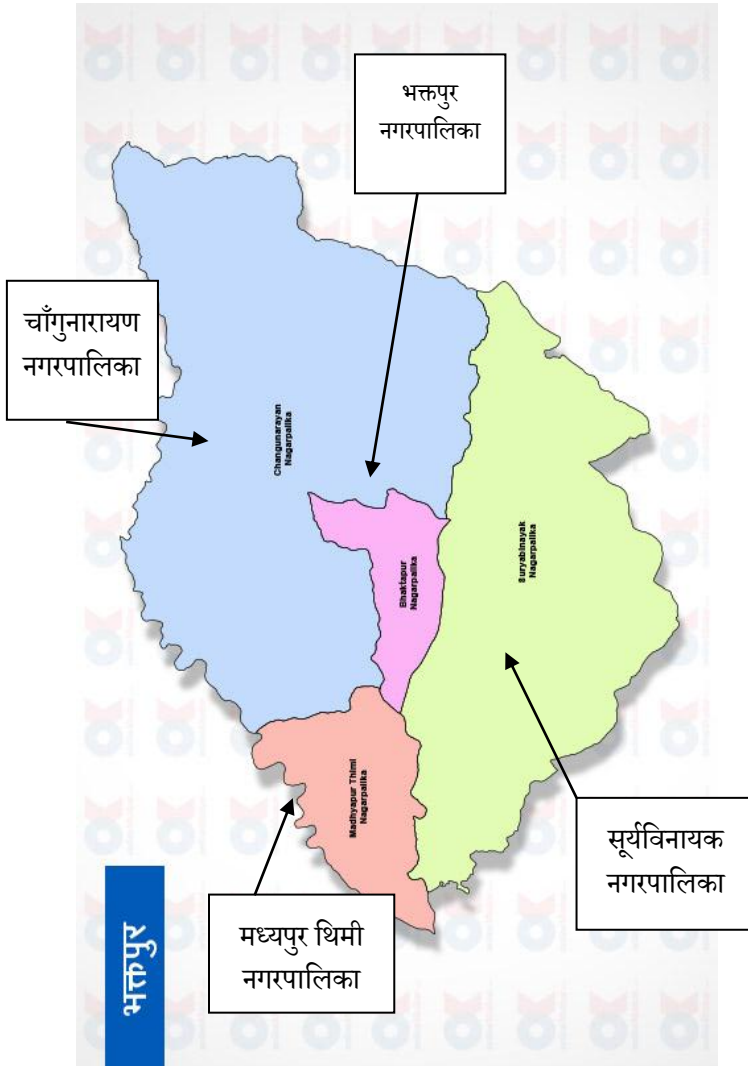 भक्तपुर
नगरपालिका
चाँगुनारायण
नगरपालिका
Changunarayan
Nagarpalika
Bhaktapur
Nagarpalika
Suryabinayak
Nagarpalika
Madhyapur Thimi
Nagarpalika
सूर्यविनायक
नगरपालिका
मध्यपुर थिमी
नगरपालिका
भक्तपुर